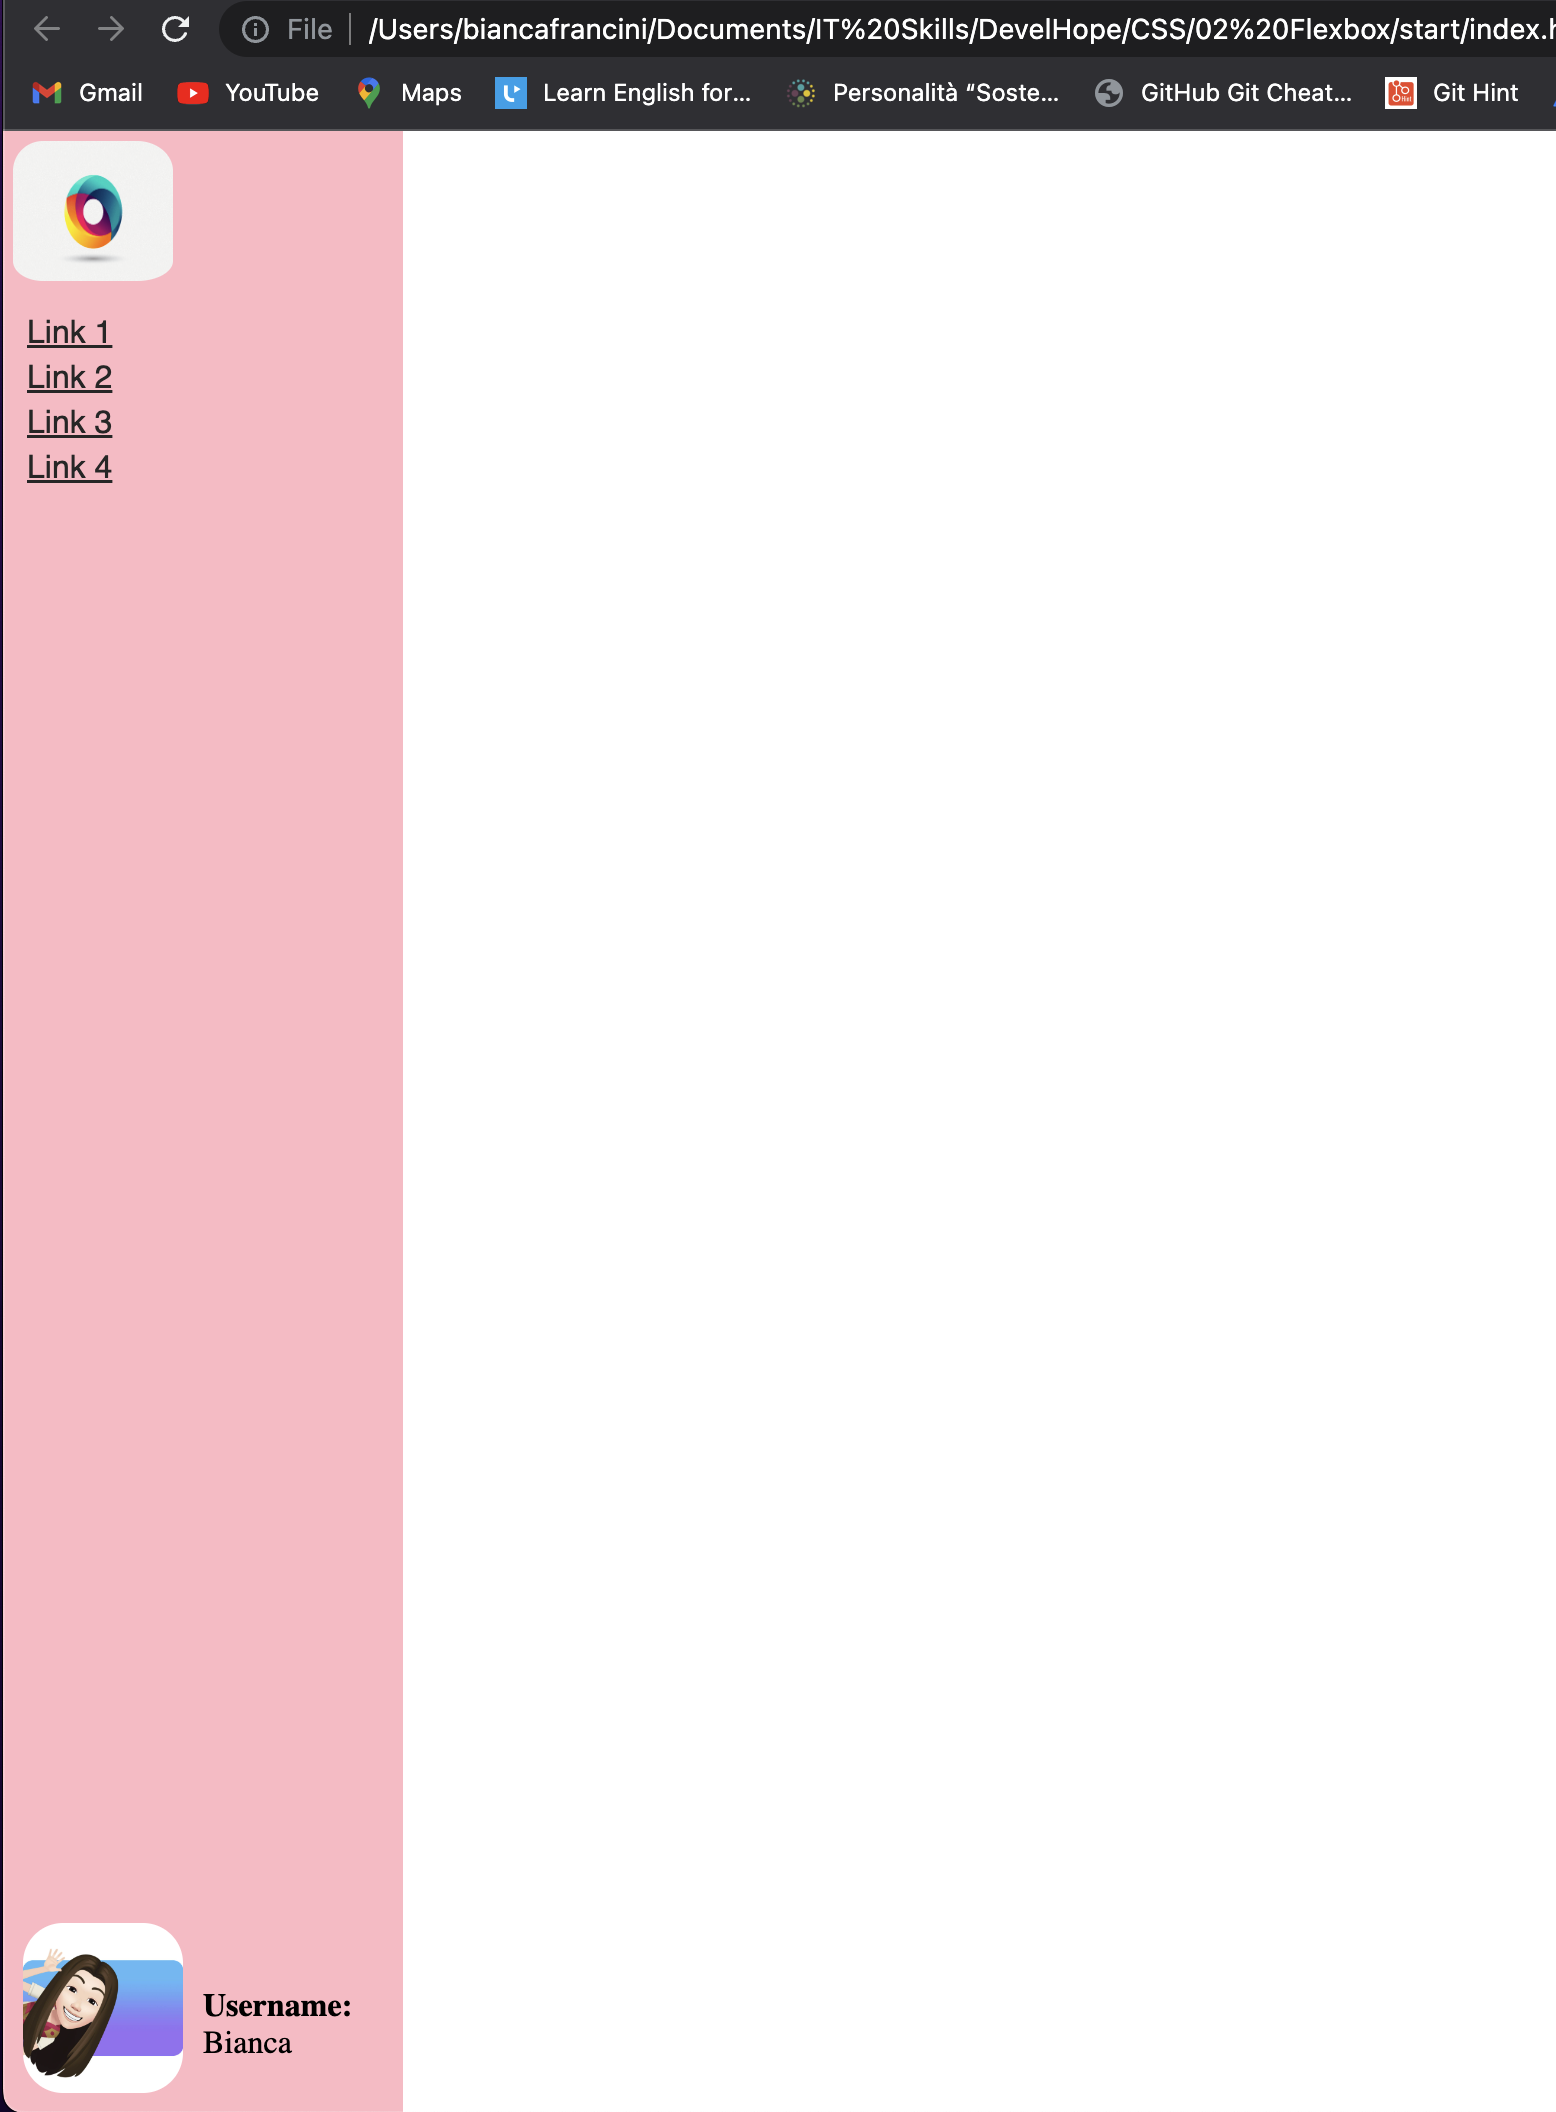 File /Users/biancafrancini/Documents/IT%20Skills/DevelHope/CSS/02%20Flexbox/start/index.h
Gmail YouTube Maps Learn English for... Personalità “Soste... GitHub Git Cheat... Git Hint
Link 1
Link 2
Link 3
Link 4
Username:
Bianca